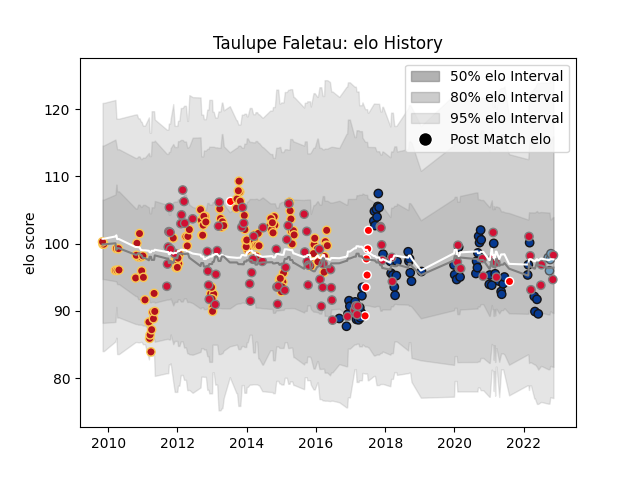 Taulupe Faletau: elo History
50% elo Interval
80% elo Interval
95% elo Interval
Post Match elo
elo score
120
110
100
90
80
2010 2012 2014 2016 2018 2020 2022